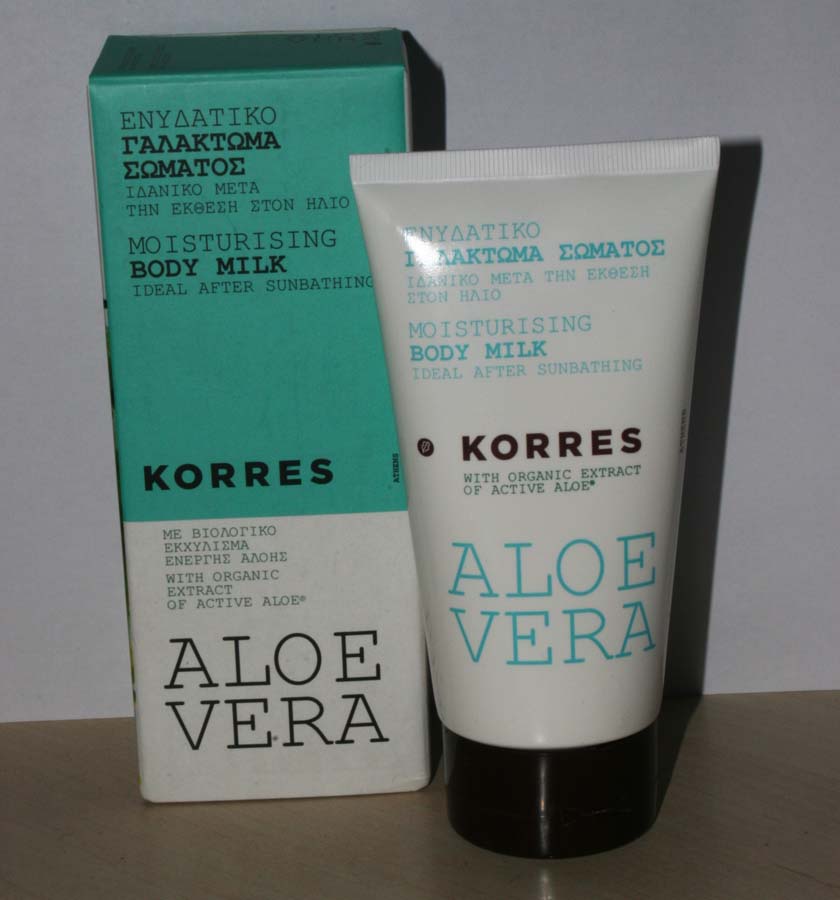 ΕΝΥΔΑΤΙΚΟ
ΓΑΛΑΚΤΩΜΑ
ΣΩΜΑΤΟΣ
ΙΔΑΝΙΚΟ ΜΕΤΑ
ΤΗΝ ΕΚΘΕΣΗ ΣΤΟΝ ΗΛΙΟ
MOISTURISING
BODY MILK
IDEAL AFTER SUNBATHING
KORRES
ATHENS
ΜΕ ΒΙΟΛΟΓΙΚΟ
ΕΚΧΥΛΙΣΜΑ
ΕΝΕΡΓΗΣ ΑΛΟΗΣ
WITH ORGANIC
EXTRACT
OF ACTIVE ALOE®
ALOE
VERA
ΕΝΥΔΑΤΙΚΟ
ΓΑΛΑΚΤΩΜΑ ΣΩΜΑΤΟΣ
ΙΔΑΝΙΚΟ ΜΕΤΑ ΤΗΝ ΕΚΘΕΣΗ
ΣΤΟΝ ΗΛΙΟ
MOISTURISING
BODY MILK
IDEAL AFTER SUNBATHING
KORRES
ATHENS
WITH ORGANIC EXTRACT
OF ACTIVE ALOE®
ALOE
VERA